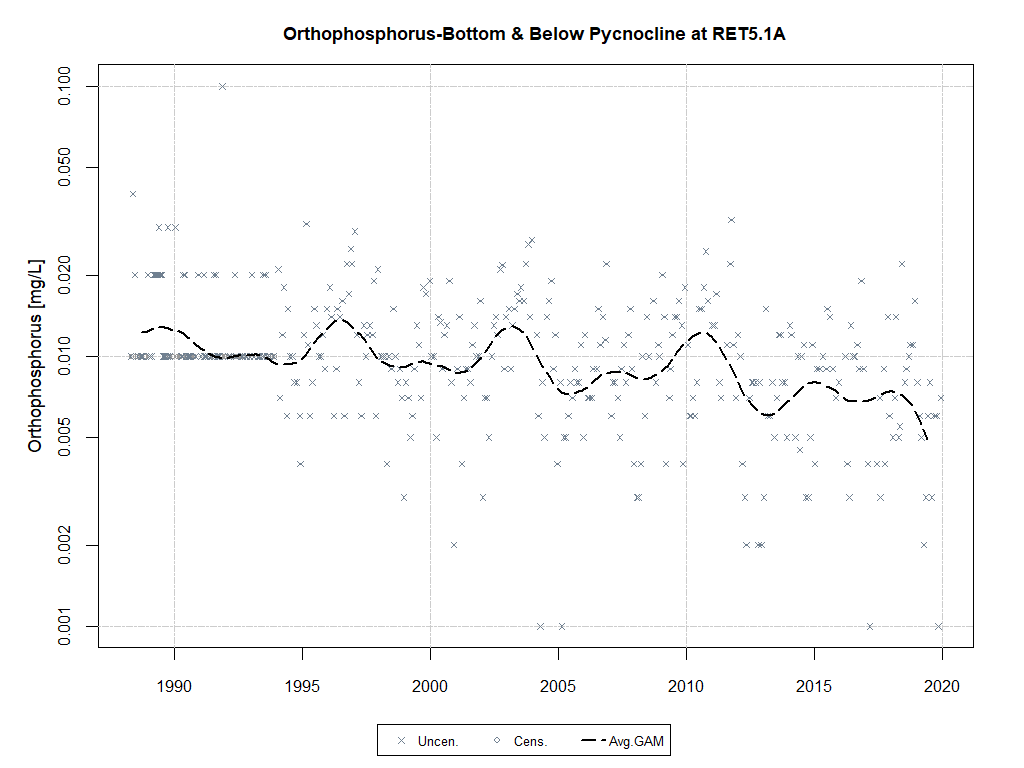 Orthophosphorus-Bottom & Below Pycnocline at RET5.1A
Orthophosphorus [mg/L]
0.100
0.050
0.020
0.010
0.005
0.002
0.001
1990 1995 2000 2005 2010 2015 2020
Uncen. Cens. Avg.GAM